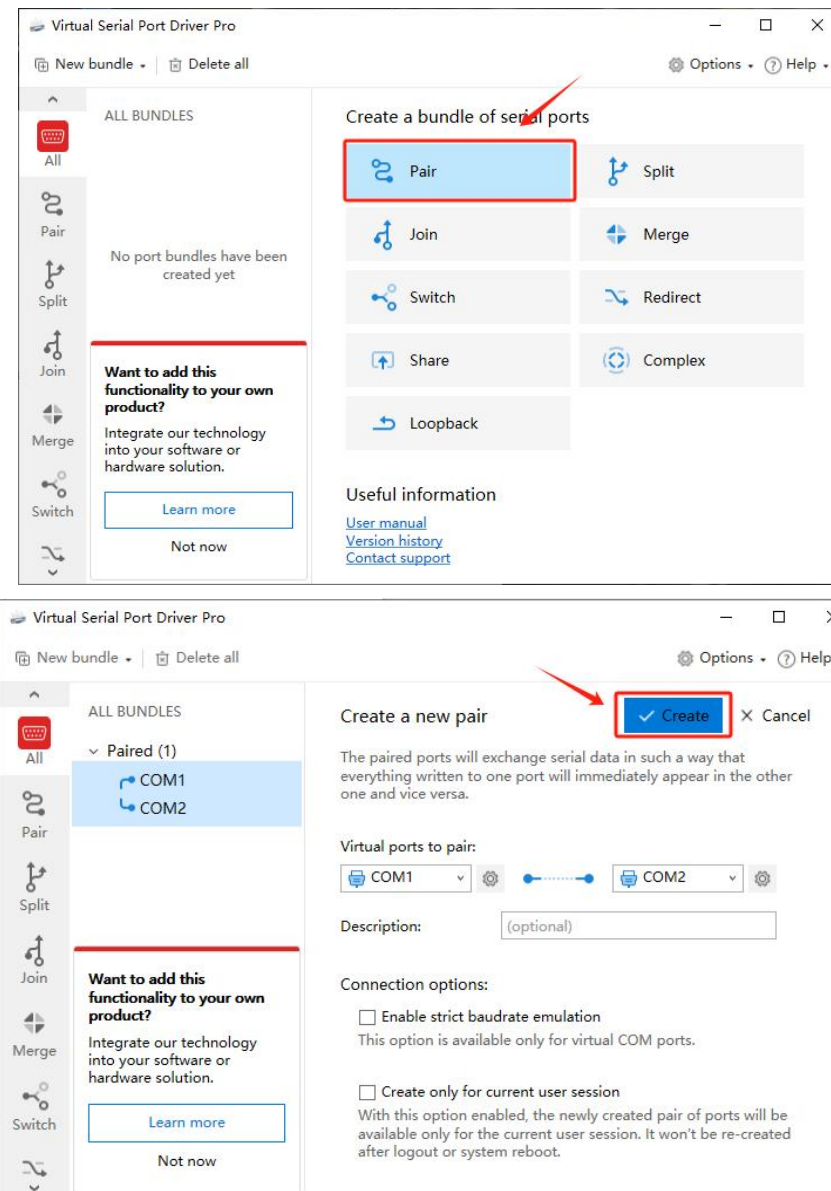 Virtual Serial Port Driver Pro
New bundle
Delete all
Options
Help
ALL BUNDLES
Create a bundle of serial ports
All
Pair
Split
Join
Merge
Switch
No port bundles have been
created yet
Want to add this
functionality to your own
product?
Integrate our technology
into your software or
hardware solution.
Learn more
Not now
Pair
Split
Join
Merge
Switch
Redirect
Share
Complex
Loopback
Useful information
User manual
Version history
Contact support
Virtual Serial Port Driver Pro
New bundle
Delete all
Options
Help
All
Pair
Split
Join
Merge
Switch
ALL BUNDLES
Paired (1)
COM1
COM2
Want to add this
functionality to your own
product?
Integrate our technology
into your software or
hardware solution.
Learn more
Not now
Create a new pair
Create
Cancel
The paired ports will exchange serial data in such a way that
everything written to one port will immediately appear in the other
one and vice versa.
Virtual ports to pair:
COM1
COM2
Description:
(optional)
Connection options:
Enable strict baudrate emulation
This option is available only for virtual COM ports.
Create only for current user session
With this option enabled, the newly created pair of ports will be
available only for the current user session. It won't be re-created
after logout or system reboot.